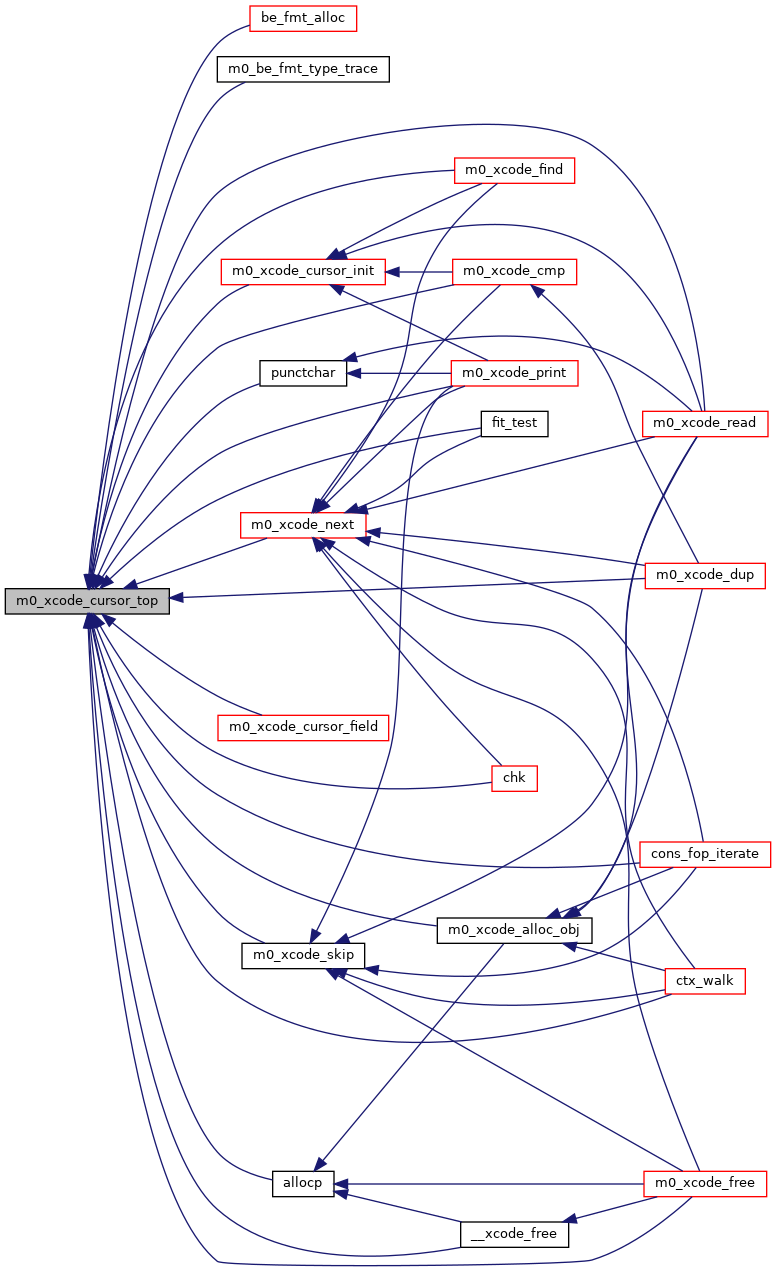 be_fmt_alloc
m0_be_fmt_type_trace
m0_xcode_find
m0_xcode_cursor_init
m0_xcode_cmp
punctchar
m0_xcode_print
fit_test
m0_xcode_read
m0_xcode_next
m0_xcode_dup
m0_xcode_cursor_top
m0_xcode_cursor_field
chk
cons_fop_iterate
m0_xcode_alloc_obj
m0_xcode_skip
ctx_walk
allocp
m0_xcode_free
__xcode_free